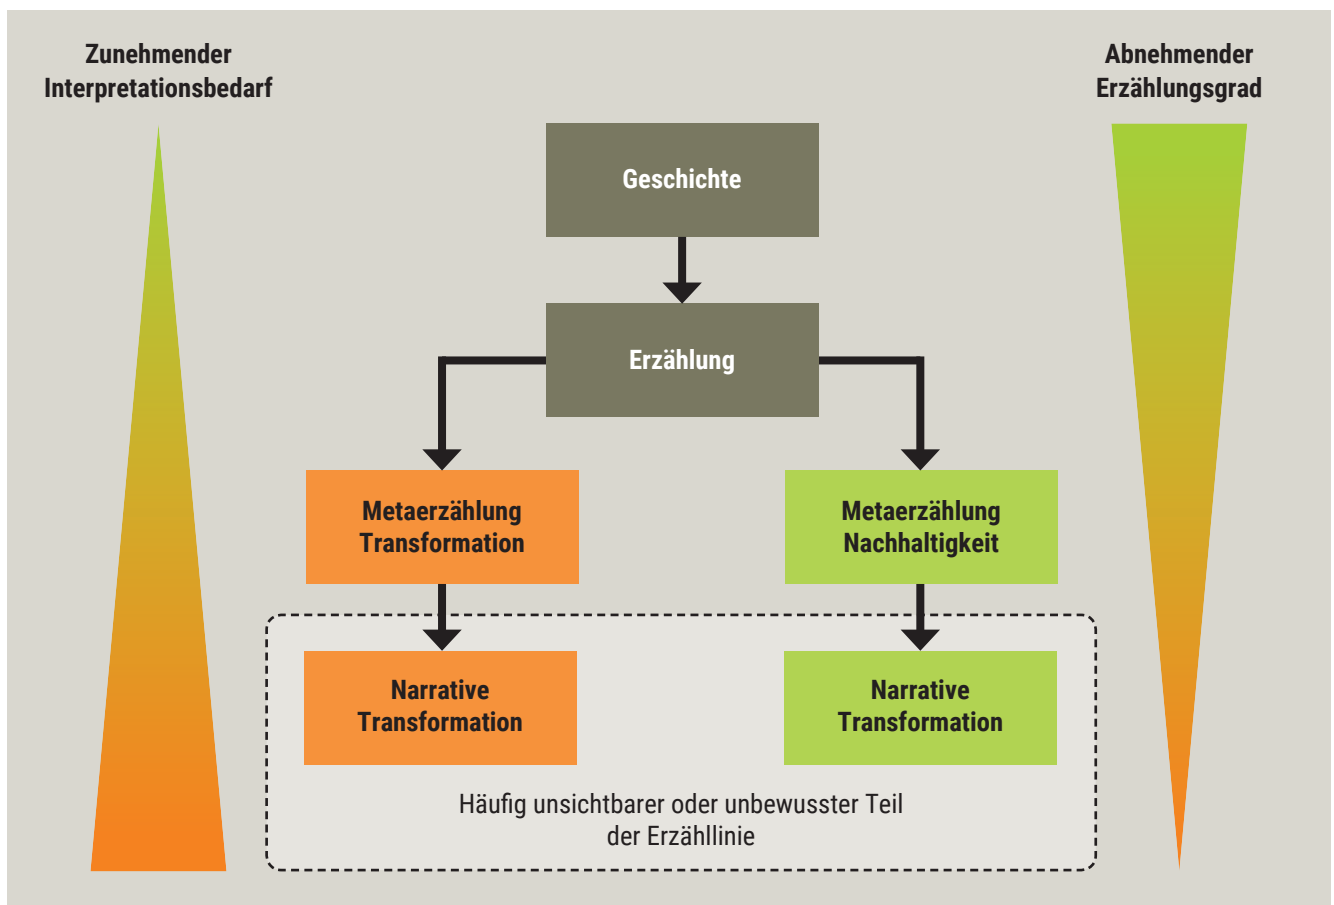 Zunehmender
Interpretationsbedarf
Abnehmender
Erzählungsgrad
Geschichte
Erzählung
Metaerzählung
Transformation
Metaerzählung
Nachhaltigkeit
Narrative
Transformation
Narrative
Transformation
Häufig unsichtbarer oder unbewusster Teil
der Erzähllinie